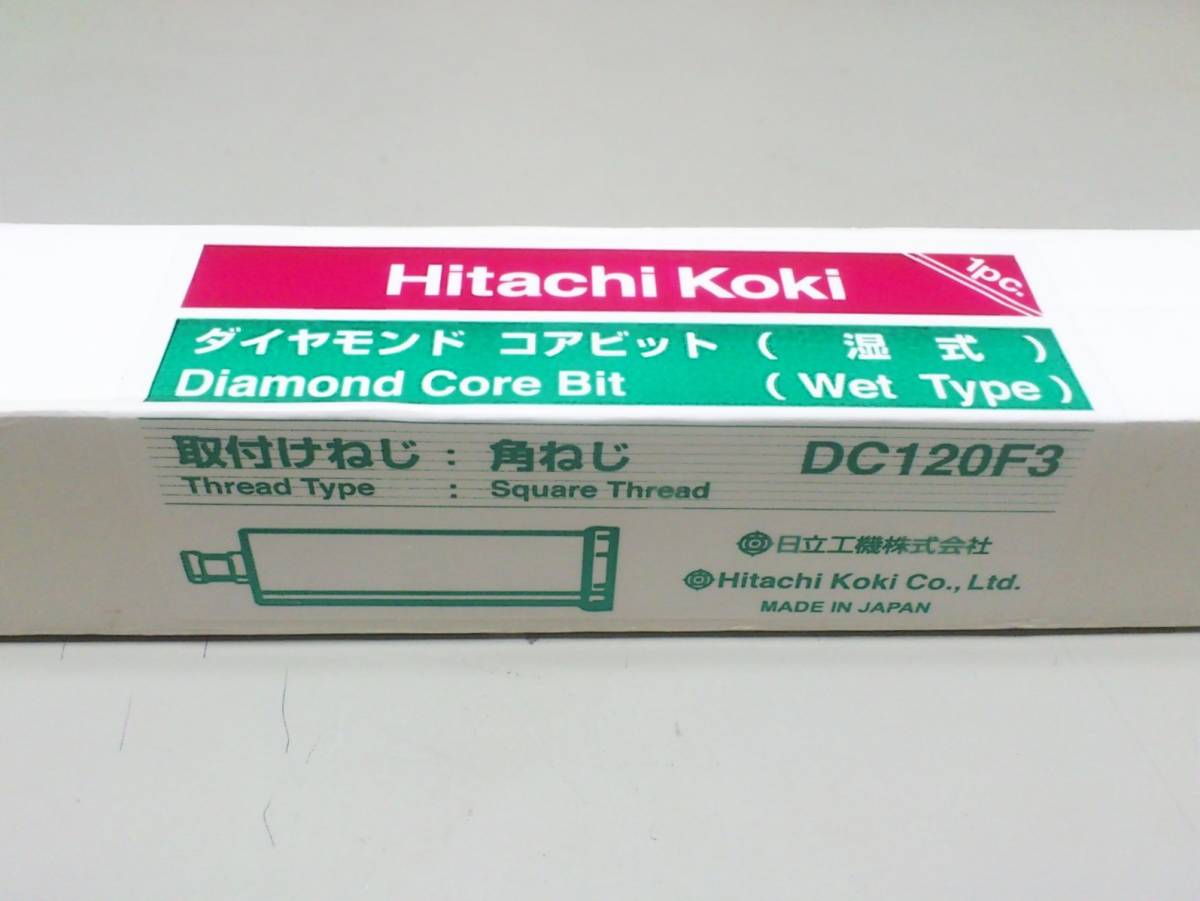 Hitachi Koki
1pc.
ダイヤモンド コアビット ( 湿 式 )
Diamond Core Bit ( Wet Type )
取付けねじ : 角ねじ DC120F3
Thread Type : Square Thread
日立工機株式会社
Hitachi Koki Co., Ltd.
MADE IN JAPAN